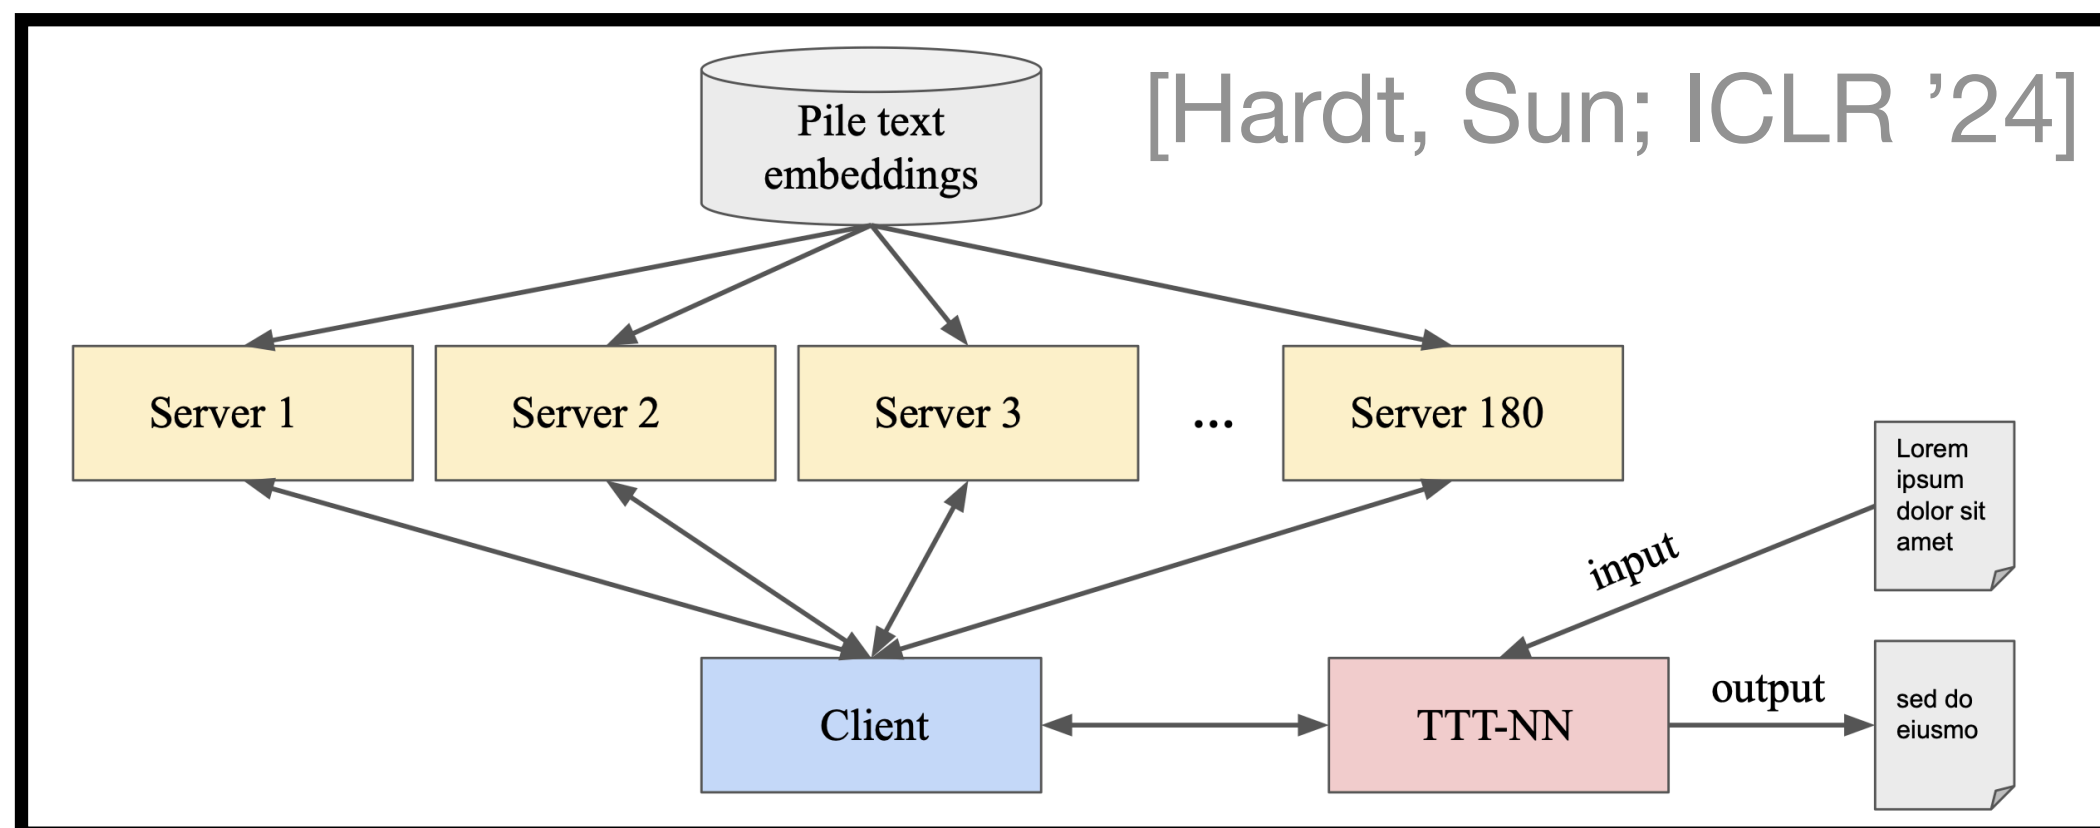 Pile text
embeddings
[Hardt, Sun; ICLR ’24]
Server 1
Server 2
Server 3
...
Server 180
Lorem
ipsum
dolor sit
amet
input
Client
TTT-NN
output
sed do
eiusmo